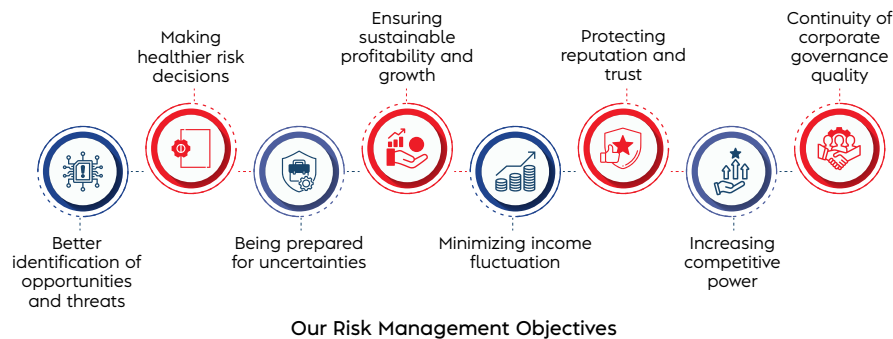 Better
identification of
opportunities
and threats
Making
healthier risk
decisions
Being prepared
for uncertainties
Ensuring
sustainable
profitability and
growth
Minimizing income
fluctuation
Protecting
reputation and
trust
Increasing
competitive
power
Continuity of
corporate
governance
quality
Our Risk Management Objectives